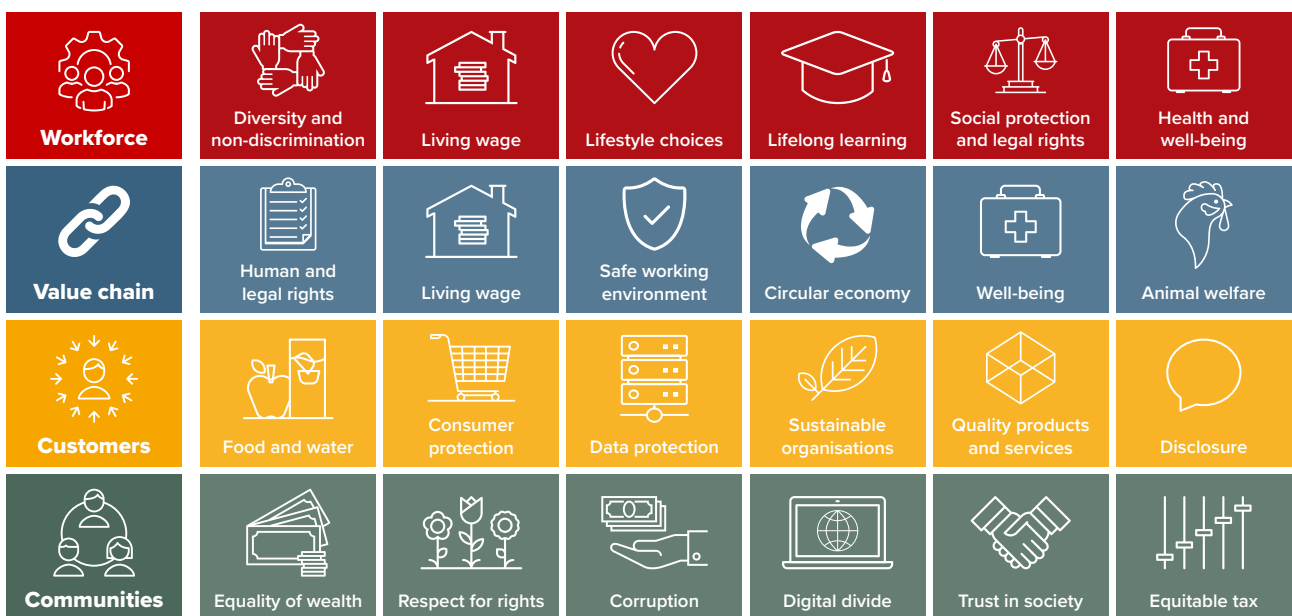 Workforce
Diversity and
non-discrimination
Living wage
Lifestyle choices
Lifelong learning
Social protection
and legal rights
Health and
well-being
Value chain
Human and
legal rights
Living wage
Safe working
environment
Circular economy
Well-being
Animal welfare
Customers
Food and water
Consumer
protection
Data protection
Sustainable
organisations
Quality products
and services
Disclosure
Communities
Equality of wealth
Respect for rights
Corruption
Digital divide
Trust in society
Equitable tax